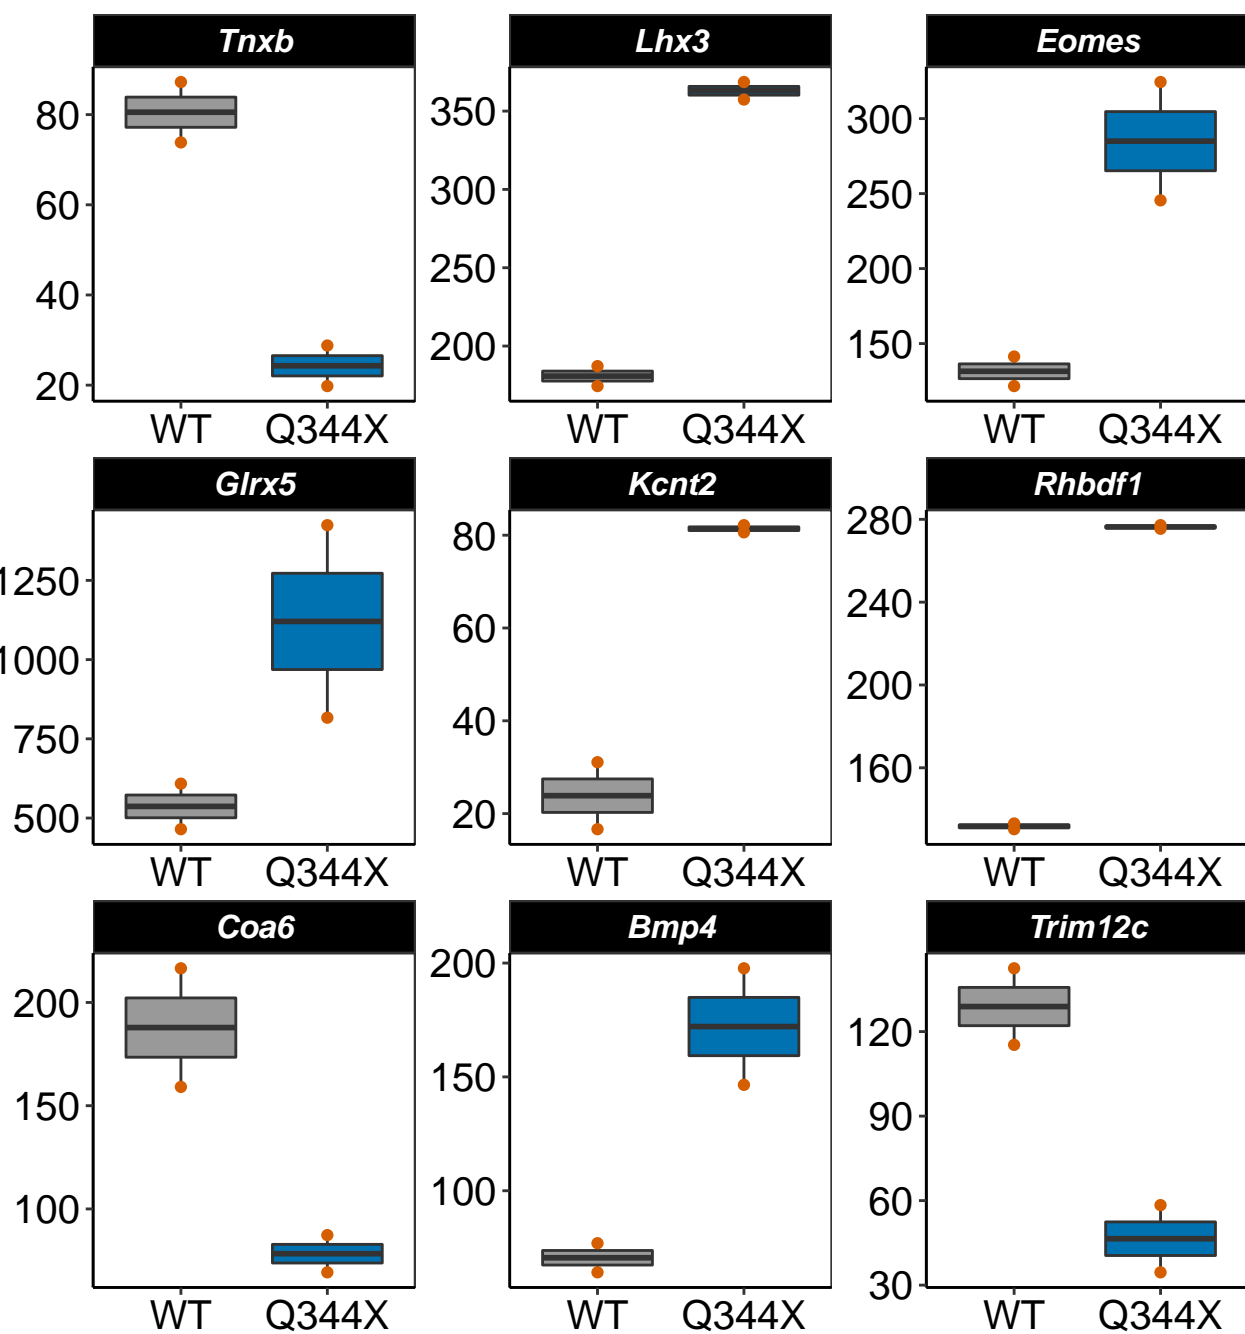 Tnxb Lhx3 Eomes
80 60 40 20
350 300 250 200
300 250 200 150
WT Q344X WT Q344X WT Q344X
Glrx5 Kcnt2 Rhbdf1
1250 1000 750 500
80 60 40 20
280 240 200 160
WT Q344X WT Q344X WT Q344X
Coa6 Bmp4 Trim12c
200 150 100
200 150 100
120 90 60 30
WT Q344X WT Q344X WT Q344X